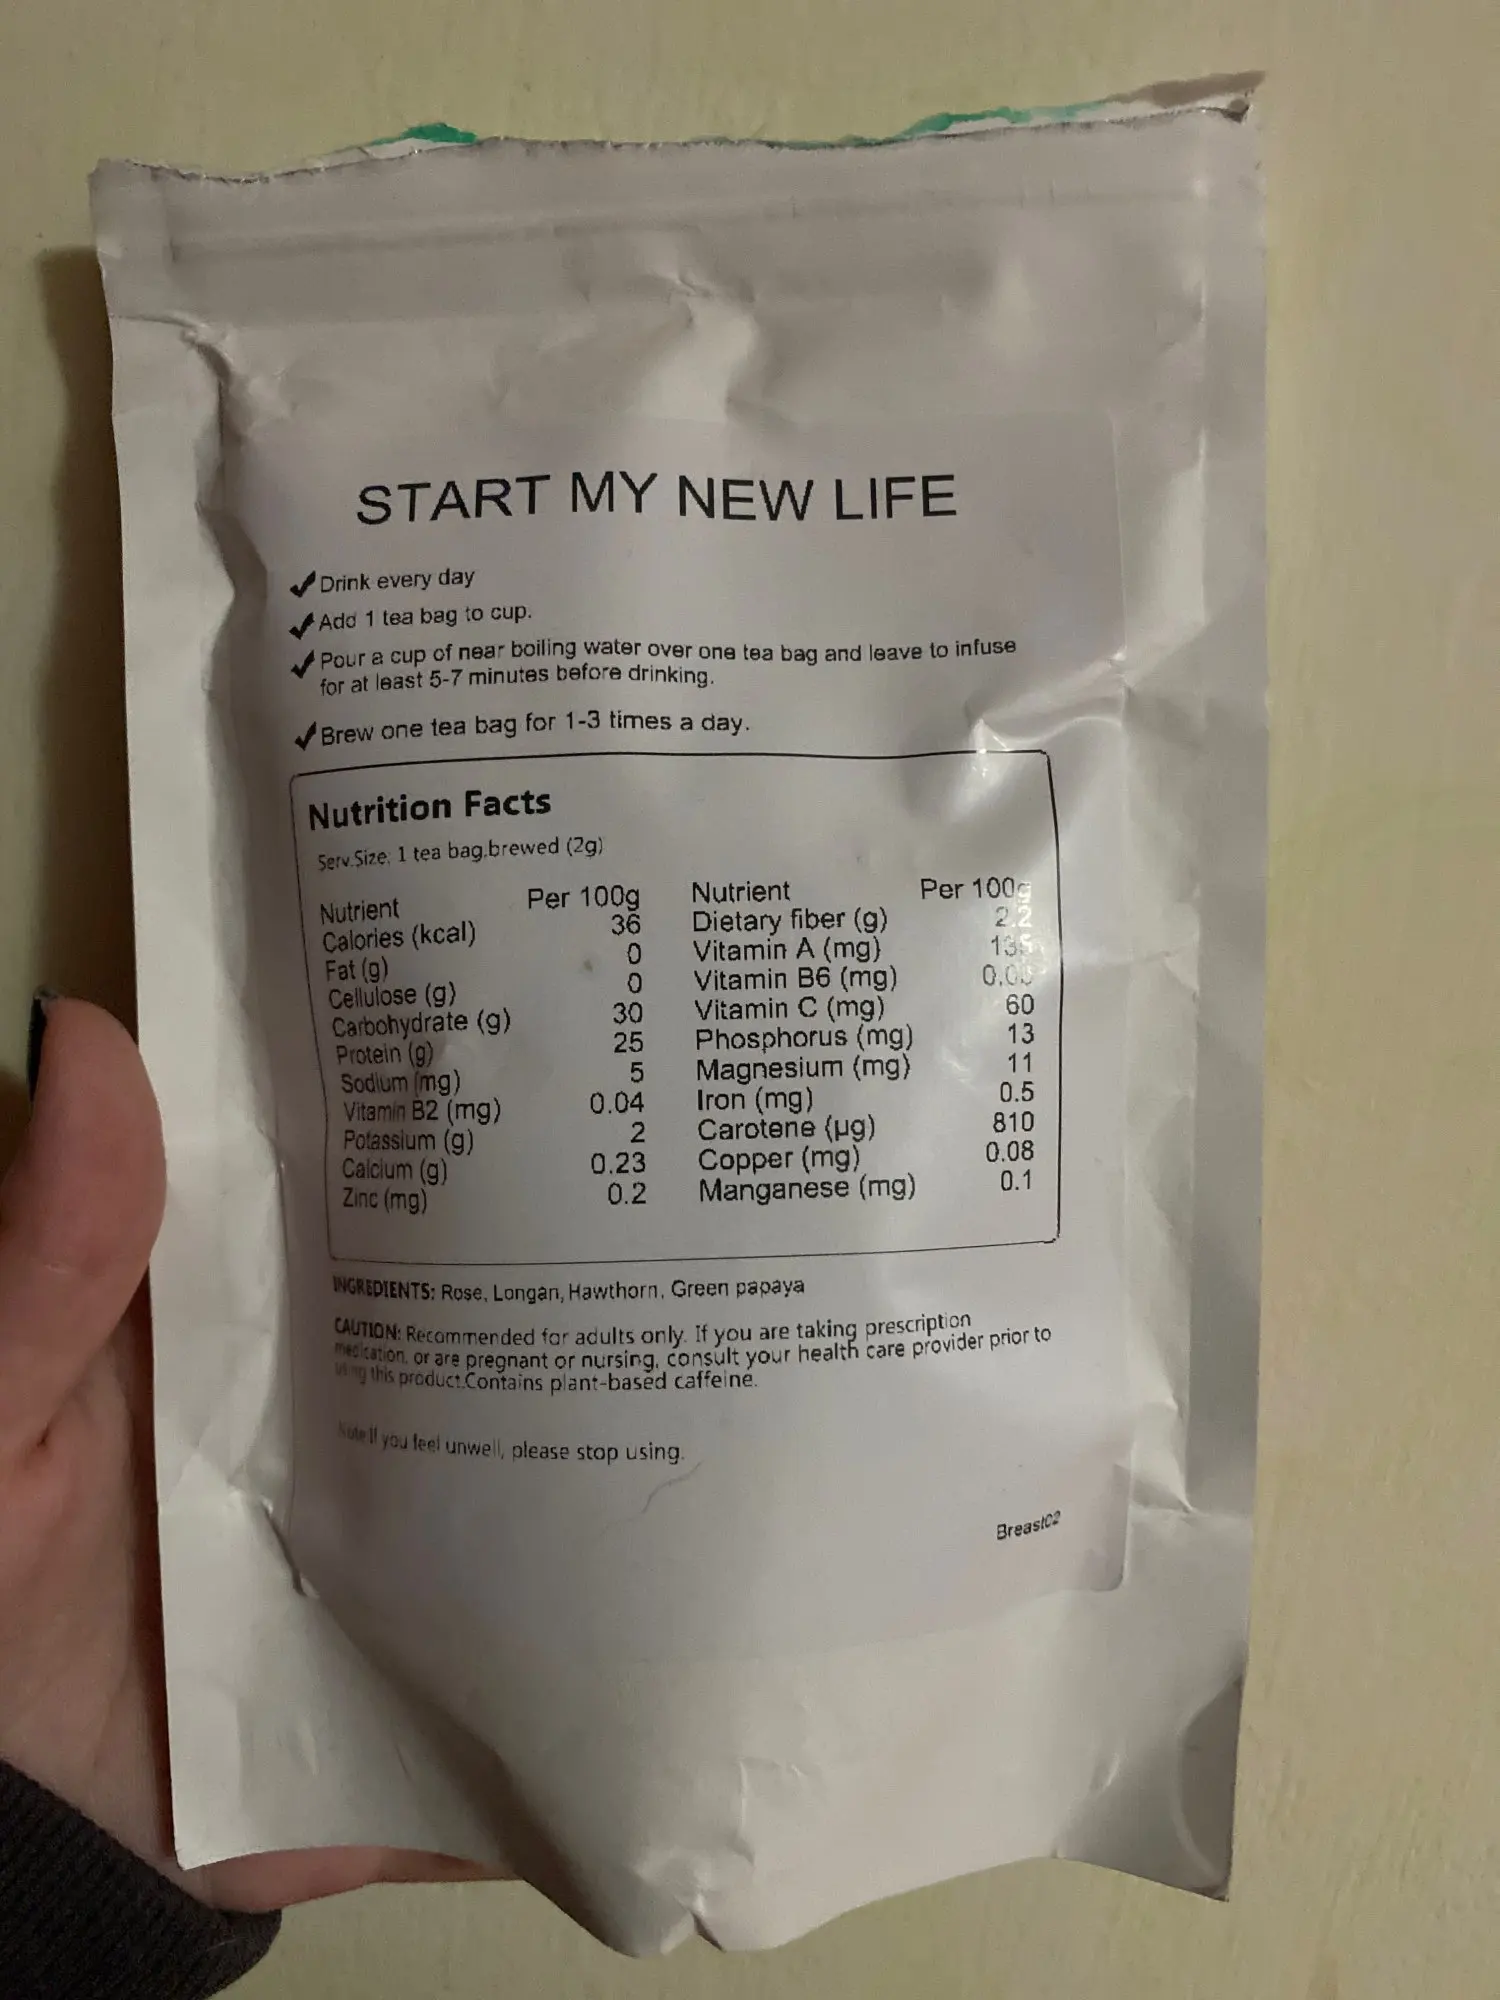 START MY NEW LIFE
Drink every day
Add 1 tea bag to cup.
Pour a cup of near boiling water over one tea bag and leave to infuse
for at least 5-7 minutes before drinking.
Brew one tea bag for 1-3 times a day.
Nutrition Facts
Serv.Size: 1 tea bag,brewed (2g)
Nutrient Per 100g Nutrient Per 100g
Calories (kcal) 36 Dietary fiber (g) 2.2
Fat (g) 0 Vitamin A (mg)
Cellulose (g) 0 Vitamin B6 (mg)
Carbohydrate (g) 30 Vitamin C (mg) 60
Protein (g) 25 Phosphorus (mg) 13
Sodium (mg) 5 Magnesium (mg) 11
Vitamin B2 (mg) 0.04 Iron (mg) 0.5
Potassium (g) 2 Carotene (µg) 810
Calcium (g) 0.23 Copper (mg) 0.08
Zinc (mg) 0.2 Manganese (mg) 0.1
INGREDIENTS: Rose, Longan, Hawthorn, Green papaya
CAUTION: Recommended for adults only. If you are taking prescription
medication, or are pregnant or nursing, consult your health care provider prior to
using this product.Contains plant-based caffeine.
Note If you feel unwell, please stop using.
BreastC2